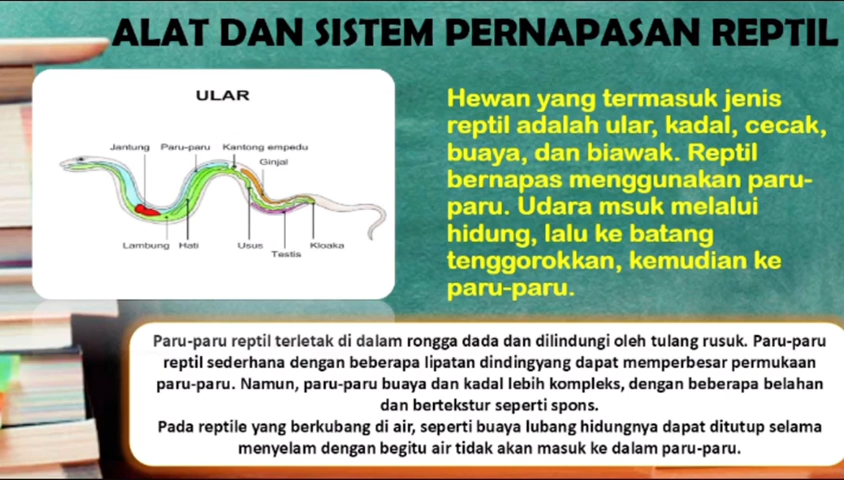 ALAT DAN SISTEM PERNAPASAN REPTIL
ULAR
Jantung Paru-paru Kantong empedu
Ginjal
Lambung Hati Usus Kloaka
Testis
Hewan yang termasuk jenis
reptil adalah ular, kadal, cecak,
buaya, dan biawak. Reptil
bernapas menggunakan paru-
paru. Udara msuk melalui
hidung, lalu ke batang
tenggorokkan, kemudian ke
paru-paru.
Paru-paru reptil terletak di dalam rongga dada dan dilindungi oleh tulang rusuk. Paru-paru
reptil sederhana dengan beberapa lipatan dindingyang dapat memperbesar permukaan
paru-paru. Namun, paru-paru buaya dan kadal lebih kompleks, dengan beberapa belahan
dan bertekstur seperti spons.
Pada reptile yang berkubang di air, seperti buaya lubang hidungnya dapat ditutup selama
menyelam dengan begitu air tidak akan masuk ke dalam paru-paru.